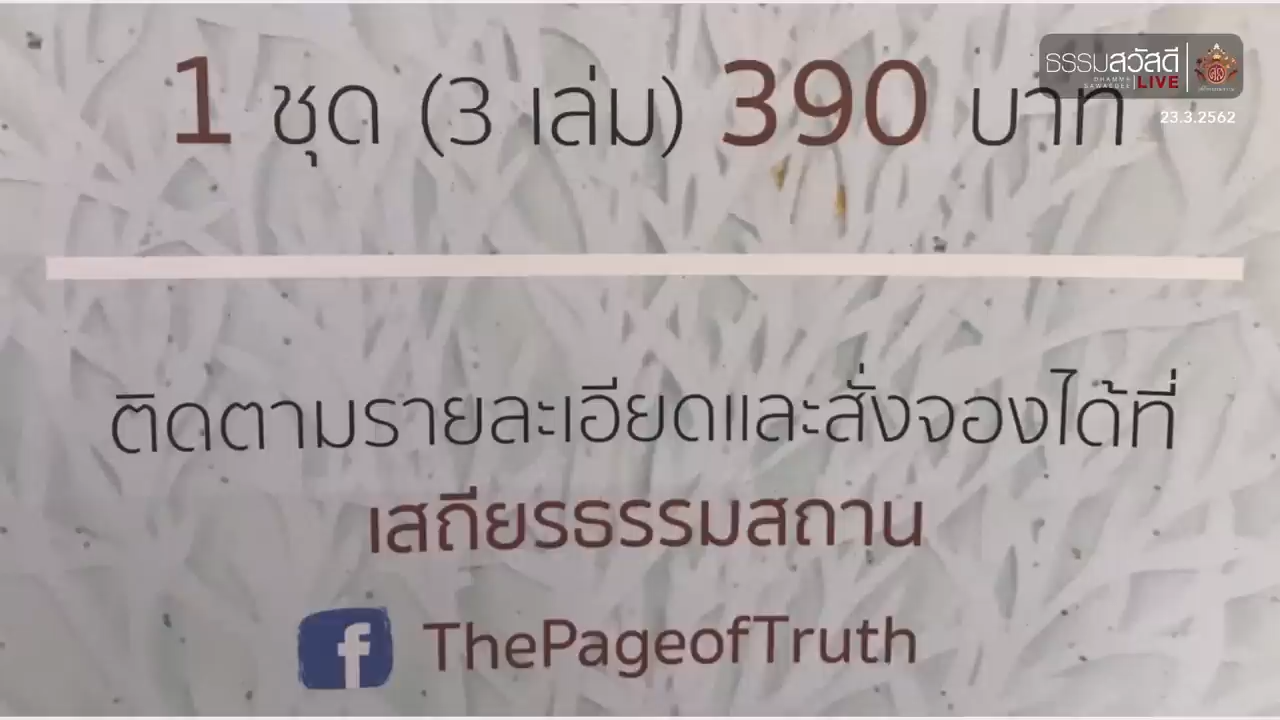 ธรรมสวัสดี
DHAMMA SAWASDEE LIVE
23.3.2562
1 ชุด (3 เล่ม) 390 บาท
ติดตามรายละเอียดและสั่งจองได้ที่
เสถียรธรรมสถาน
f ThePageofTruth